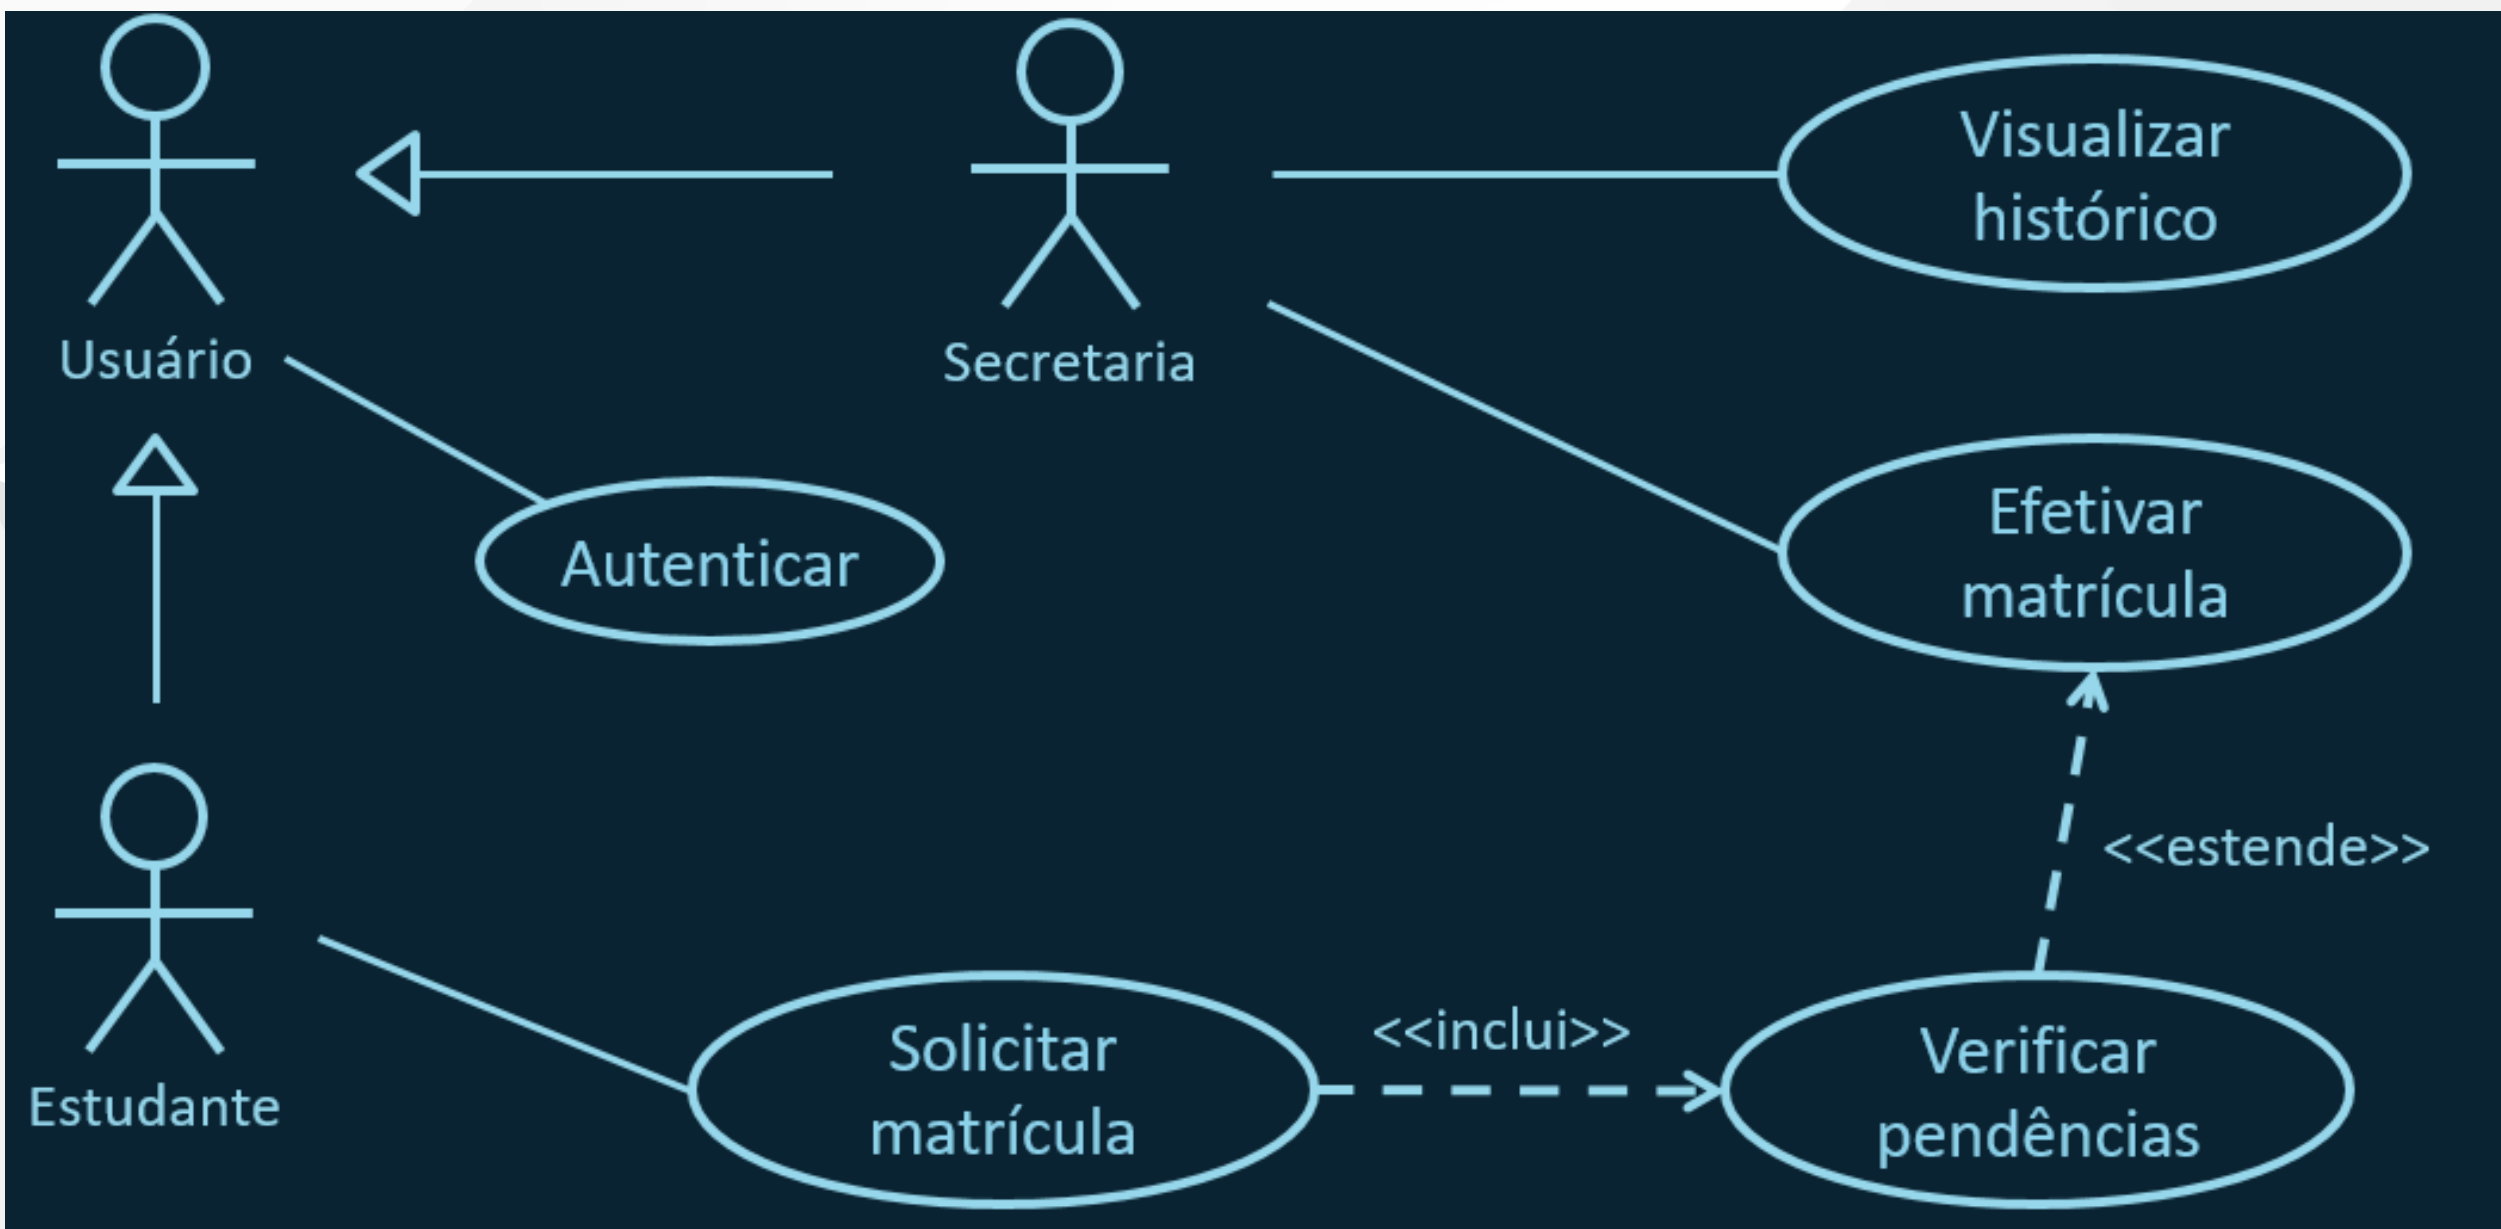 Usuário
Secretaria
Visualizar
histórico
Autenticar
Efetivar
matrícula
<<estende>>
Estudante
Solicitar
matrícula
<<inclui>>
Verificar
pendências